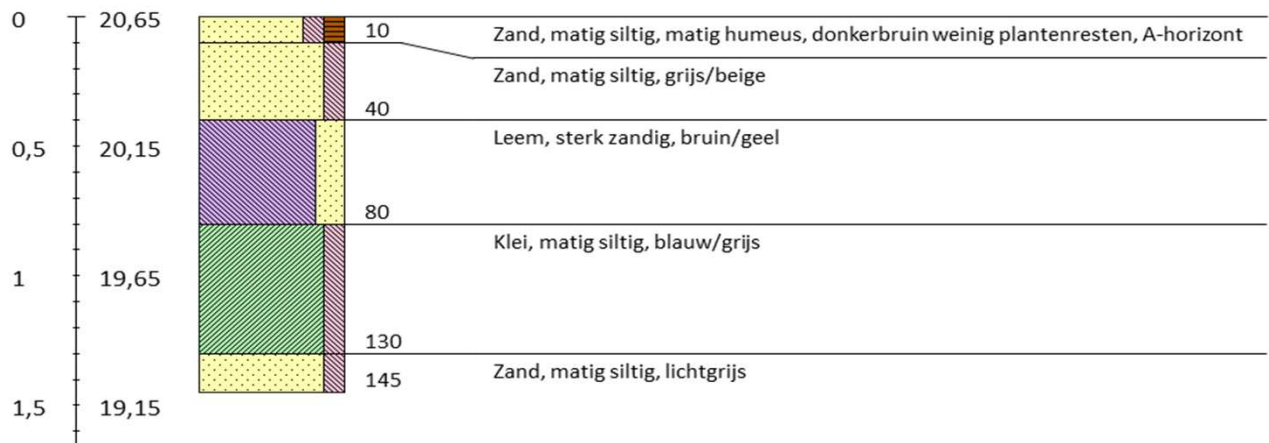 0 20,65
10 Zand, matig siltig, matig humeus, donkerbruin weinig plantenresten, A-horizont
Zand, matig siltig, grijs/beige
40
0,5 20,15 Leem, sterk zandig, bruin/geel
80
Klei, matig siltig, blauw/grijs
1 19,65
130
Zand, matig siltig, lichtgrijs
145
1,5 19,15